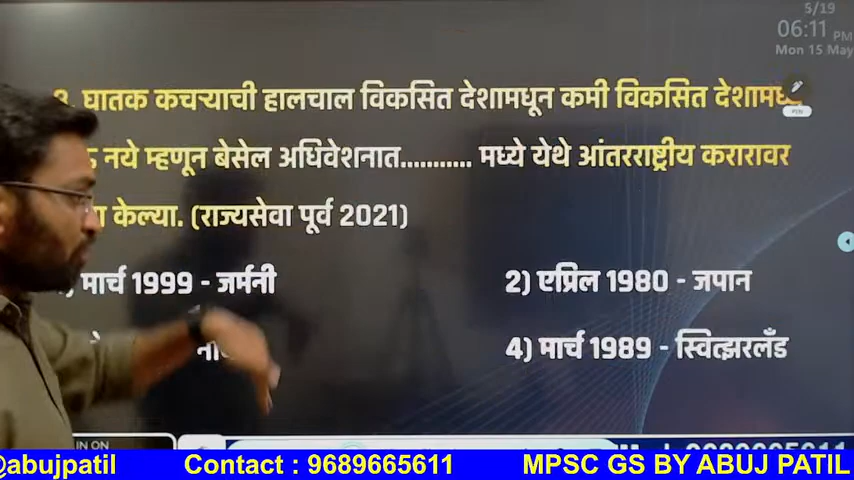 5/19
06:11 PM
Mon 15 May
घातक कचऱ्याची हालचाल विकसित देशामधून कमी विकसित देशामध्ये
नये म्हणून बेसेल अधिवेशनात........... मध्ये येथे आंतरराष्ट्रीय करारावर
केल्या. (राज्यसेवा पूर्व 2021)
मार्च 1999 - जर्मनी
2) एप्रिल 1980 - जपान
4) मार्च 1989 - स्वित्झरलँड
IN ON
@abujpatil Contact : 9689665611 MPSC GS BY ABUJ PATIL